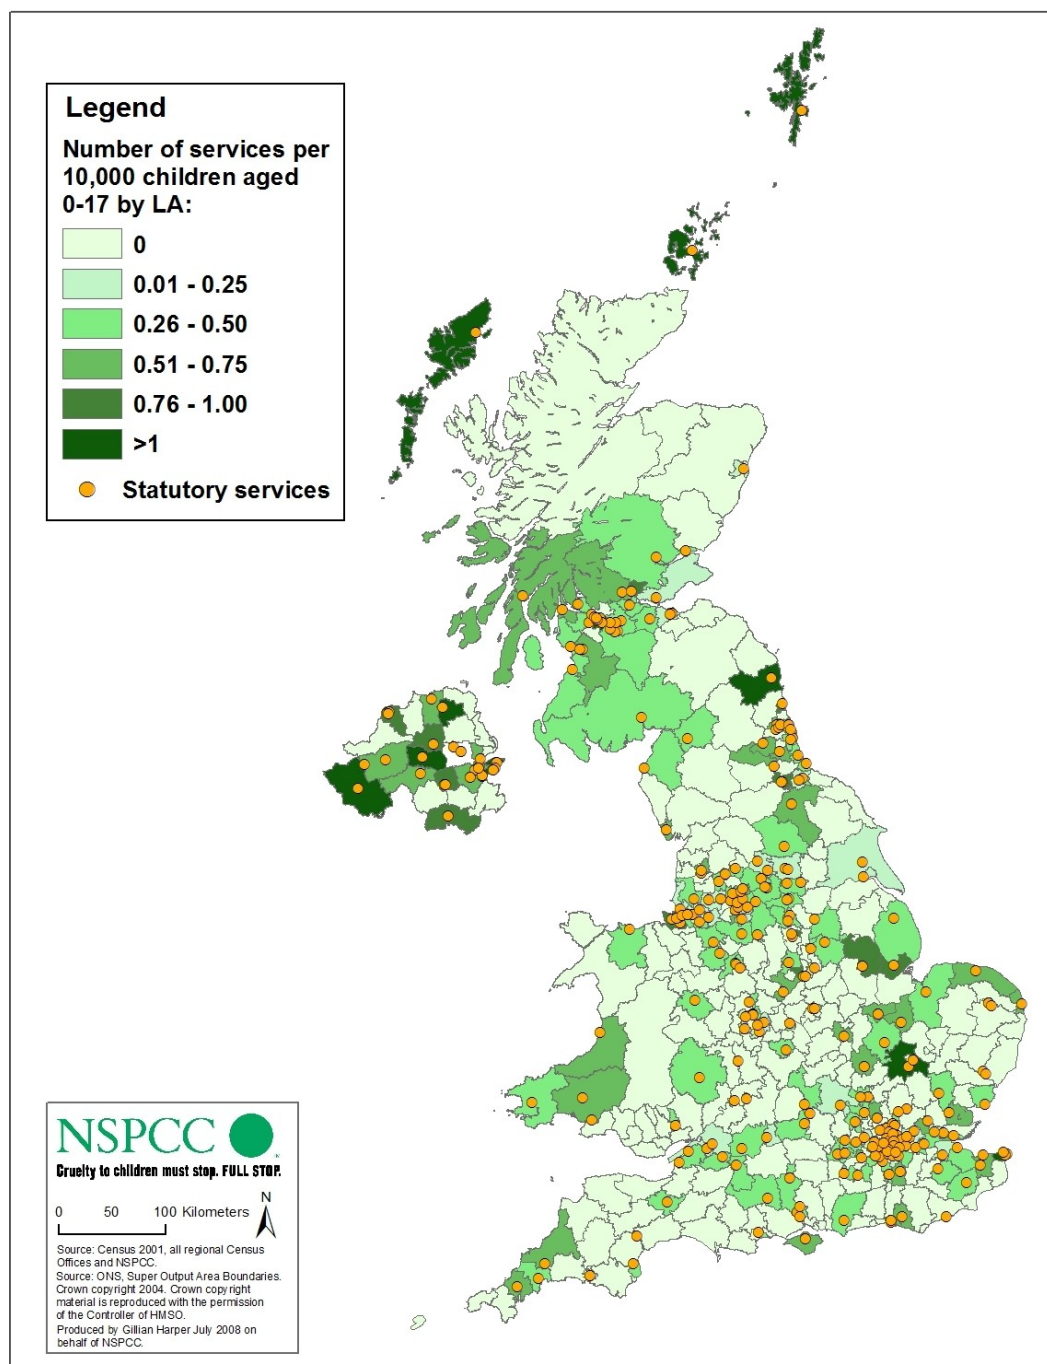 Legend
Number of services per
10,000 children aged
0-17 by LA:
0
0.01 - 0.25
0.26 - 0.50
0.51 - 0.75
0.76 - 1.00
>1
Statutory services
NSPCC
Cruelty to children must stop. FULL STOP.
N
0 50 100 Kilometers
Source: Census 2001, all regional Census
Offices and NSPCC.
Source: ONS, Super Output Area Boundaries.
Crown copyright 2004. Crown copyright
material is reproduced with the permission
of the Controller of HMSO.
Produced by Gillian Harper July 2008 on
behalf of NSPCC.